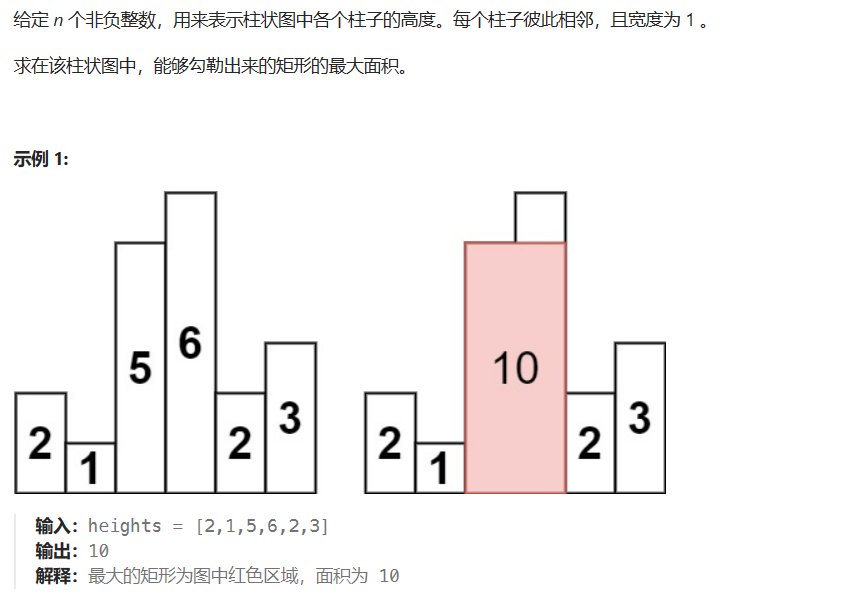 给定 n 个非负整数，用来表示柱状图中各个柱子的高度。每个柱子彼此相邻，且宽度为 1 。
求在该柱状图中，能够勾勒出来的矩形的最大面积。
示例 1:
2 1 5 6 2 3
2 1 10 2 3
输入：heights = [2,1,5,6,2,3]
输出：10
解释：最大的矩形为图中红色区域，面积为 10